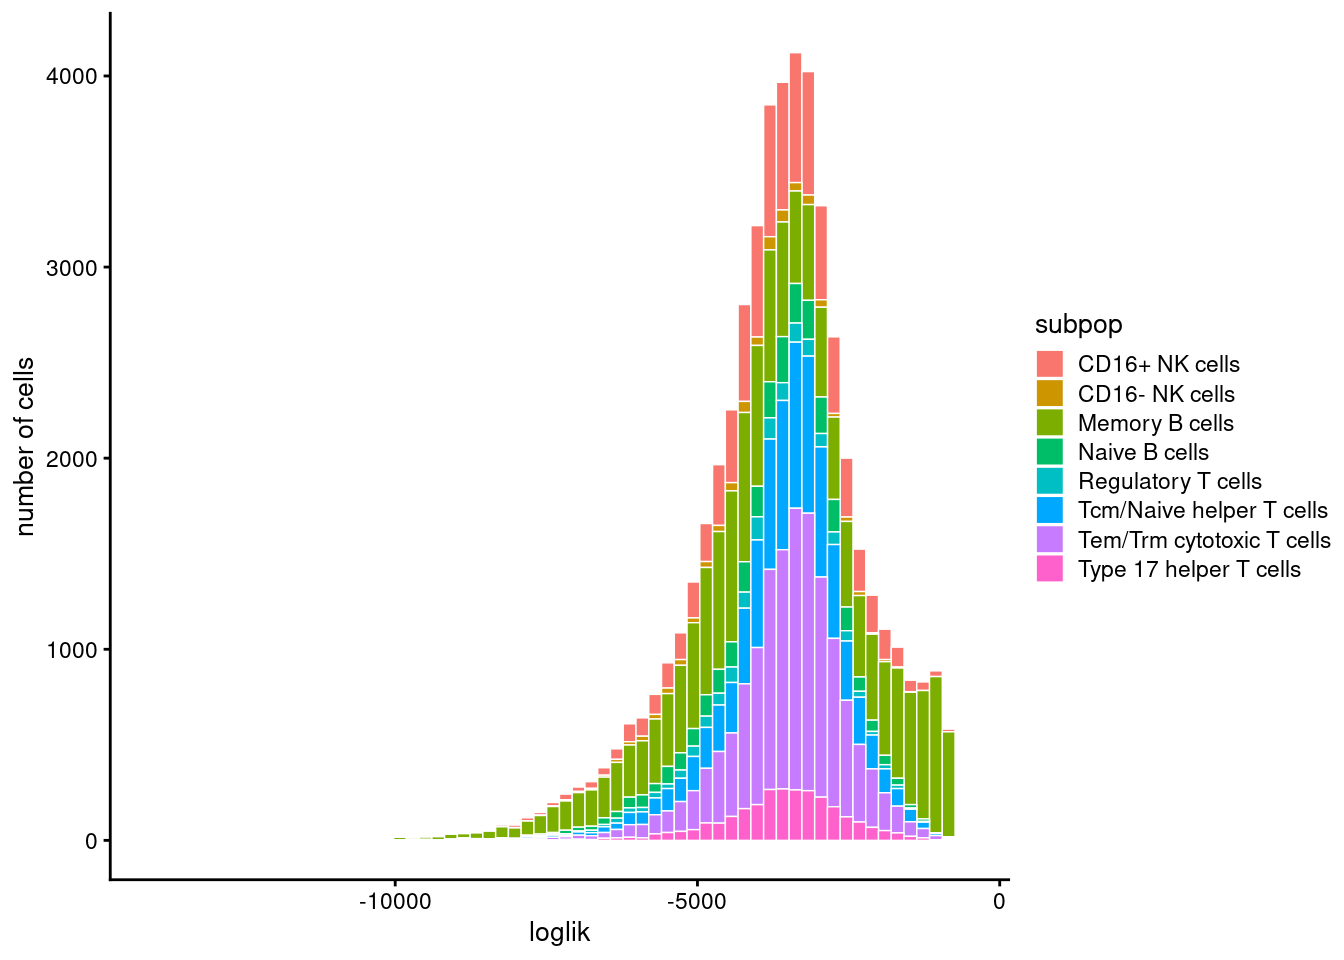 number of cells
4000
3000
2000
1000
0
-10000
-5000
0
loglik
subpop
CD16+ NK cells
CD16- NK cells
Memory B cells
Naive B cells
Regulatory T cells
Tcm/Naive helper T cells
Tem/Trm cytotoxic T cells
Type 17 helper T cells